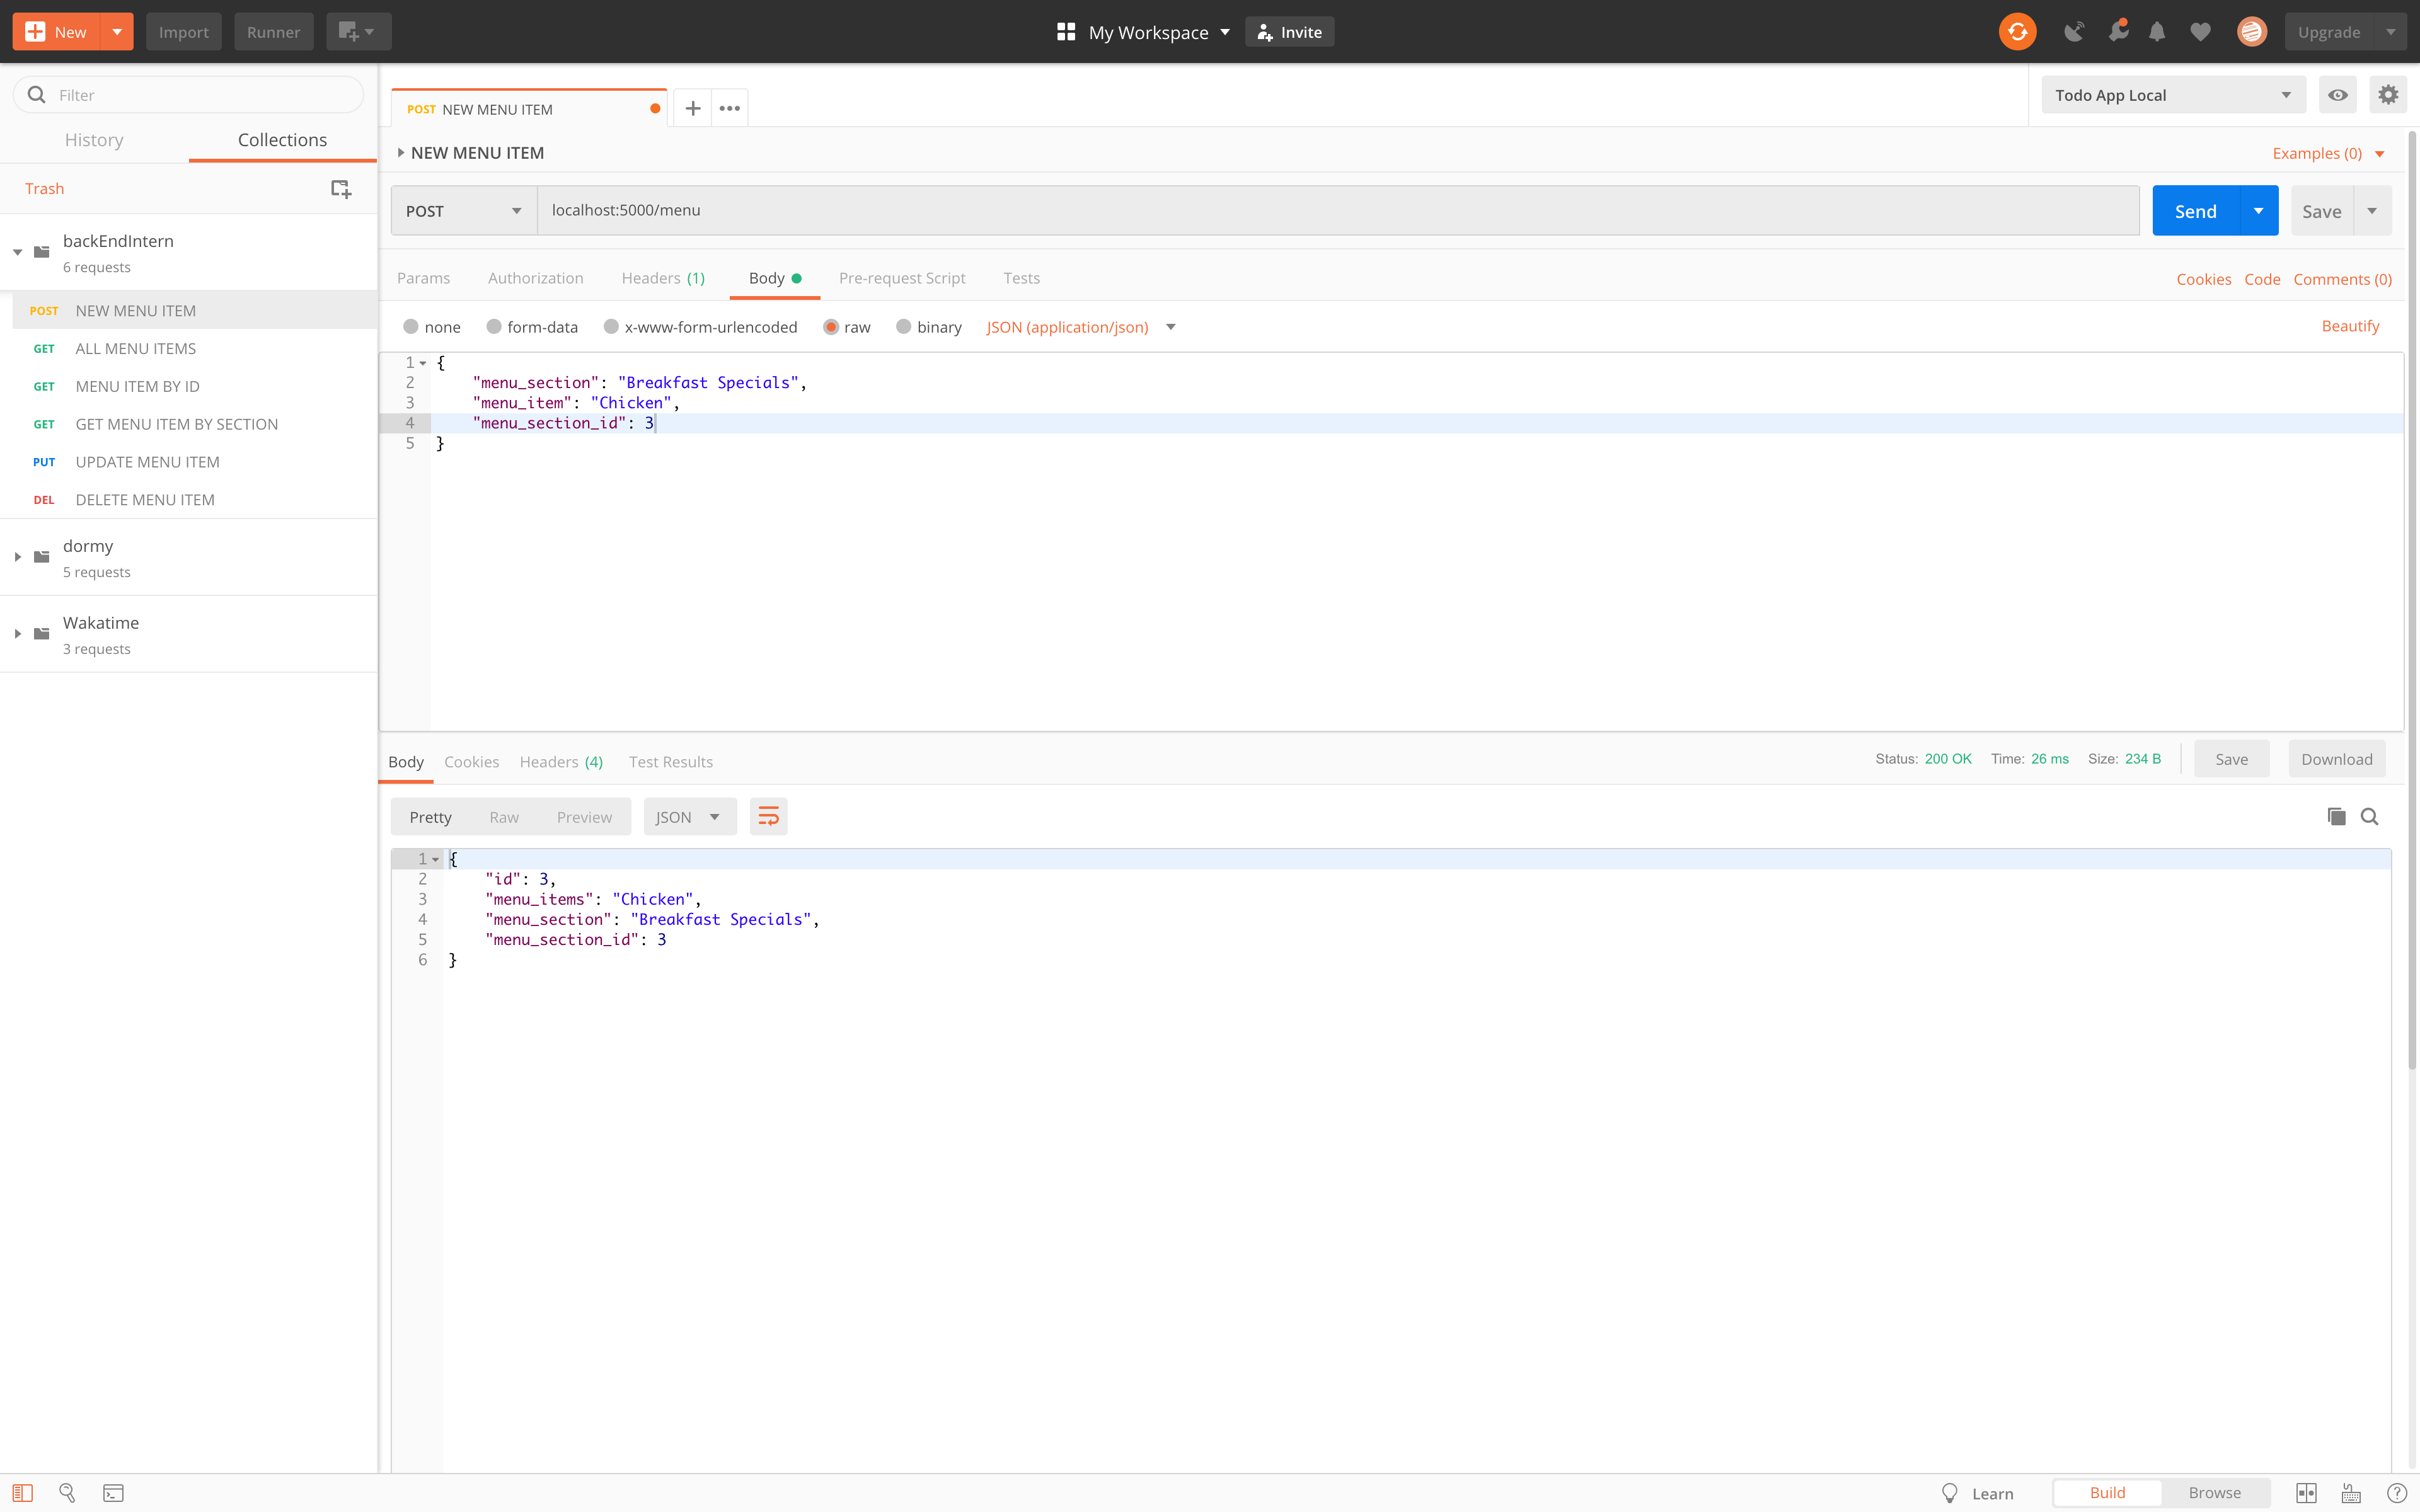 New Import Runner My Workspace Invite Upgrade
Filter
History Collections
Trash
backEndIntern
6 requests
POST NEW MENU ITEM
GET ALL MENU ITEMS
GET MENU ITEM BY ID
GET GET MENU ITEM BY SECTION
PUT UPDATE MENU ITEM
DEL DELETE MENU ITEM
dormy
5 requests
Wakatime
3 requests
POST NEW MENU ITEM
Todo App Local
NEW MENU ITEM Examples (0)
POST localhost:5000/menu Send Save
Params Authorization Headers (1) Body Pre-request Script Tests Cookies Code Comments (0)
none form-data x-www-form-urlencoded raw binary JSON (application/json) Beautify
1 {
2 "menu_section": "Breakfast Specials",
3 "menu_item": "Chicken",
4 "menu_section_id": 3
5 }
Body Cookies Headers (4) Test Results Status: 200 OK Time: 26 ms Size: 234 B Save Download
Pretty Raw Preview JSON
1 {
2 "id": 3,
3 "menu_items": "Chicken",
4 "menu_section": "Breakfast Specials",
5 "menu_section_id": 3
6 }
Learn Build Browse